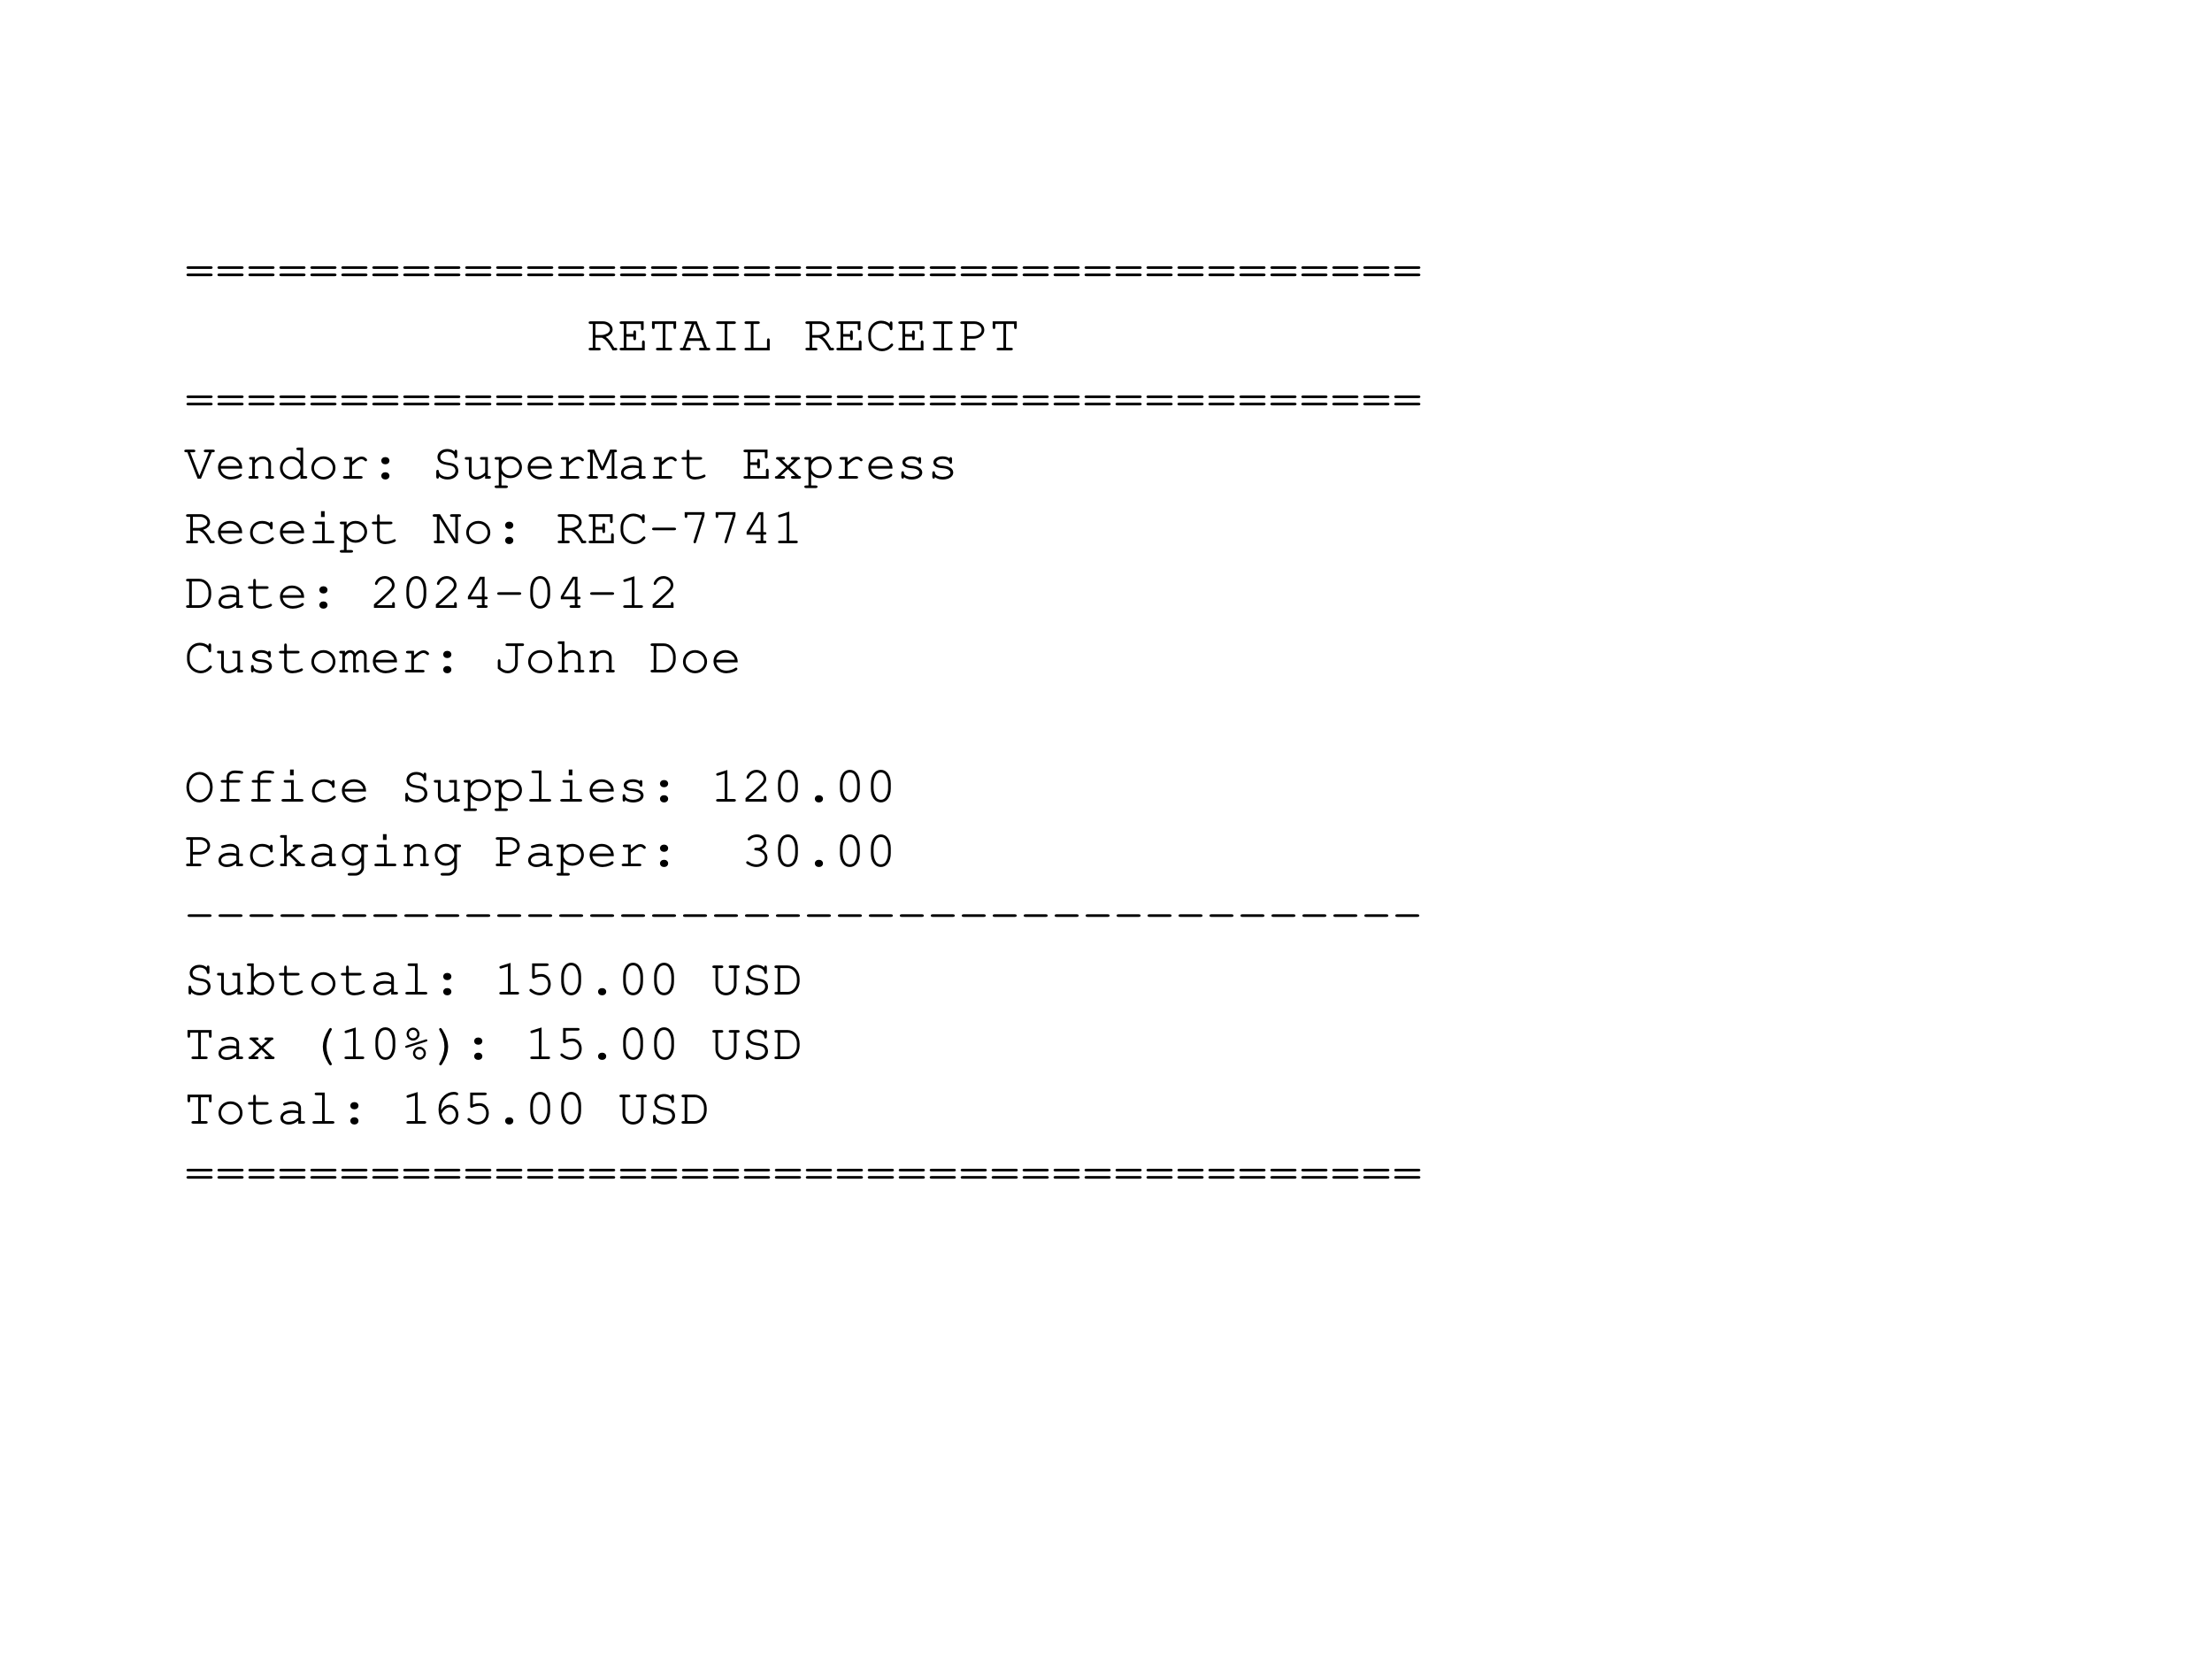 ========================================
             RETAIL RECEIPT
========================================
Vendor: SuperMart Express
Receipt No: REC-7741
Date: 2024-04-12
Customer: John Doe

Office Supplies: 120.00
Packaging Paper:  30.00
----------------------------------------
Subtotal: 150.00 USD
Tax (10%): 15.00 USD
Total: 165.00 USD
========================================